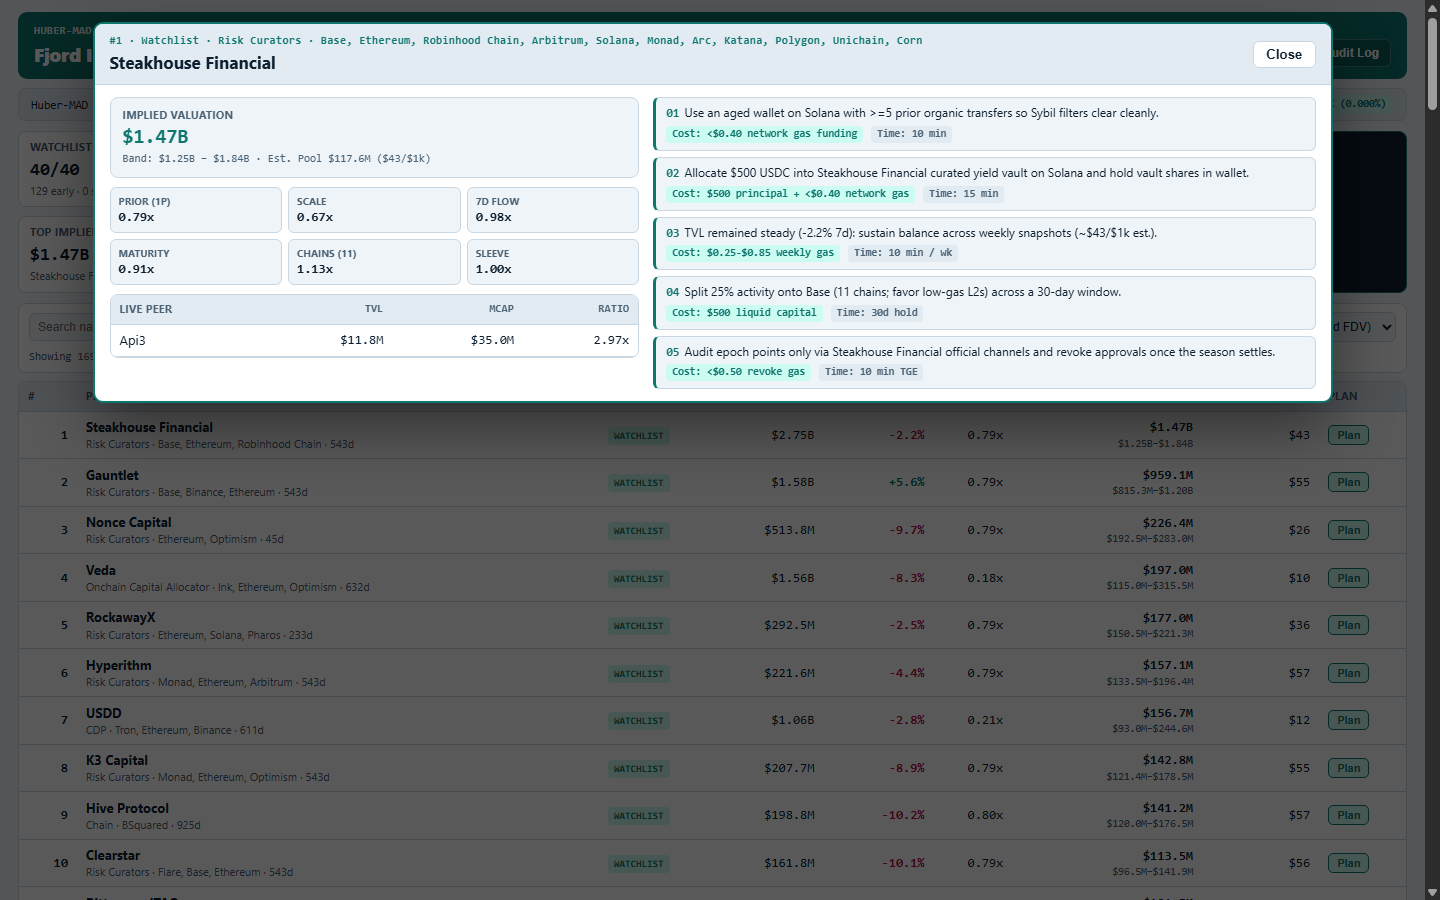 HUBER-MAD
Fjord I
udit Log
#1 · Watchlist · Risk Curators · Base, Ethereum, Robinhood Chain, Arbitrum, Solana, Monad, Arc, Katana, Polygon, Unichain, Corn
Steakhouse Financial
Close
Huber-MAD
(0.000%)
WATCHLIST
40/40
129 early · 0
TOP IMPLIE
$1.47B
Steakhouse F
Search na
d FDV)
Showing 165
IMPLIED VALUATION
$1.47B
Band: $1.25B – $1.84B · Est. Pool $117.6M ($43/$1k)
PRIOR (1P)
0.79x
SCALE
0.67x
7D FLOW
0.98x
MATURITY
0.91x
CHAINS (11)
1.13x
SLEEVE
1.00x
LIVE PEER TVL MCAP RATIO
Api3 $11.8M $35.0M 2.97x
01 Use an aged wallet on Solana with >=5 prior organic transfers so Sybil filters clear cleanly.
Cost: <$0.40 network gas funding Time: 10 min
02 Allocate $500 USDC into Steakhouse Financial curated yield vault on Solana and hold vault shares in wallet.
Cost: $500 principal + <$0.40 network gas Time: 15 min
03 TVL remained steady (-2.2% 7d): sustain balance across weekly snapshots (~$43/$1k est.).
Cost: $0.25-$0.85 weekly gas Time: 10 min / wk
04 Split 25% activity onto Base (11 chains; favor low-gas L2s) across a 30-day window.
Cost: $500 liquid capital Time: 30d hold
05 Audit epoch points only via Steakhouse Financial official channels and revoke approvals once the season settles.
Cost: <$0.50 revoke gas Time: 10 min TGE
# P PLAN
1 Steakhouse Financial WATCHLIST $2.75B -2.2% 0.79x $1.47B $43 Plan
Risk Curators · Base, Ethereum, Robinhood Chain · 543d $1.25B–$1.84B
2 Gauntlet WATCHLIST $1.58B +5.6% 0.79x $959.1M $55 Plan
Risk Curators · Base, Binance, Ethereum · 543d $815.3M–$1.20B
3 Nonce Capital WATCHLIST $513.8M -9.7% 0.79x $226.4M $26 Plan
Risk Curators · Ethereum, Optimism · 45d $192.5M–$283.0M
4 Veda WATCHLIST $1.56B -8.3% 0.18x $197.0M $10 Plan
Onchain Capital Allocator · Ink, Ethereum, Optimism · 632d $115.0M–$315.5M
5 RockawayX WATCHLIST $292.5M -2.5% 0.79x $177.0M $36 Plan
Risk Curators · Ethereum, Solana, Pharos · 233d $150.5M–$221.3M
6 Hyperithm WATCHLIST $221.6M -4.4% 0.79x $157.1M $57 Plan
Risk Curators · Monad, Ethereum, Arbitrum · 543d $133.5M–$196.4M
7 USDD WATCHLIST $1.06B -2.8% 0.21x $156.7M $12 Plan
CDP · Tron, Ethereum, Binance · 611d $93.0M–$244.6M
8 K3 Capital WATCHLIST $207.7M -8.9% 0.79x $142.8M $55 Plan
Risk Curators · Monad, Ethereum, Optimism · 543d $121.4M–$178.5M
9 Hive Protocol WATCHLIST $198.8M -10.2% 0.80x $141.2M $57 Plan
Chain · BSquared · 925d $120.0M–$176.5M
10 Clearstar WATCHLIST $161.8M -10.1% 0.79x $113.5M $56 Plan
Risk Curators · Flare, Base, Ethereum · 543d $96.5M–$141.9M